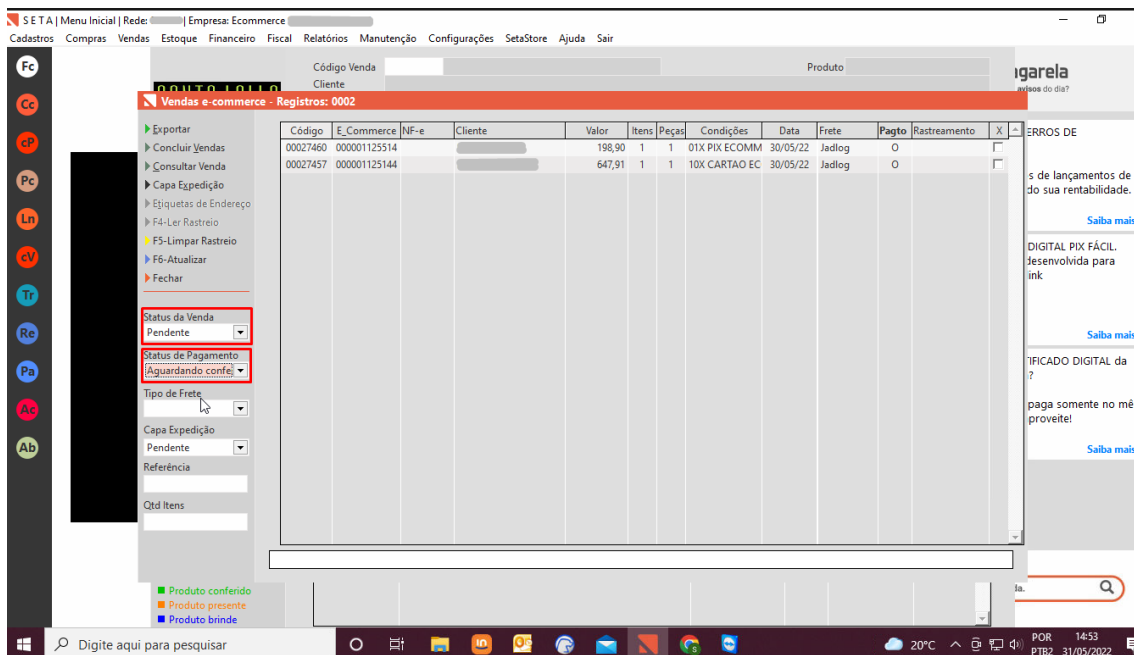 S E T A | Menu Inicial | Rede: | Empresa: Ecommerce
Cadastros Compras Vendas Estoque Financeiro Fiscal Relatórios Manutenção Configurações SetaStore Ajuda Sair
Fc
Cc
cP
Pc
Ln
cV
Tr
Re
Pa
Ac
Ab
Código Venda
Produto
Cliente
agarela
avisos do dia?
Vendas e-commerce - Registros: 0002
Exportar
Concluir Vendas
Consultar Venda
Capa Expedição
Etiquetas de Endereço
F4-Ler Rastreio
F5-Limpar Rastreio
F6-Atualizar
Fechar
Status da Venda
Pendente
Status de Pagamento
Aguardando confe
Tipo de Frete
Capa Expedição
Pendente
Referência
Qtd Itens
Código E_Commerce NF-e Cliente Valor Itens Peças Condições Data Frete Pagto Rastreamento X
00027460 000001125514 198,90 1 1 01X PIX ECOMM 30/05/22 Jadlog O
00027457 000001125144 647,91 1 1 10X CARTAO EC 30/05/22 Jadlog O
ERROS DE
s de lançamentos de
do sua rentabilidade.
Saiba mais
DIGITAL PIX FÁCIL.
desenvolvida para
ink
Saiba mais
TIFICADO DIGITAL da
?
paga somente no mê
proveite!
Saiba mais
da.
Produto conferido
Produto presente
Produto brinde
Digite aqui para pesquisar
20°C
POR
PTB2
14:53
31/05/2022